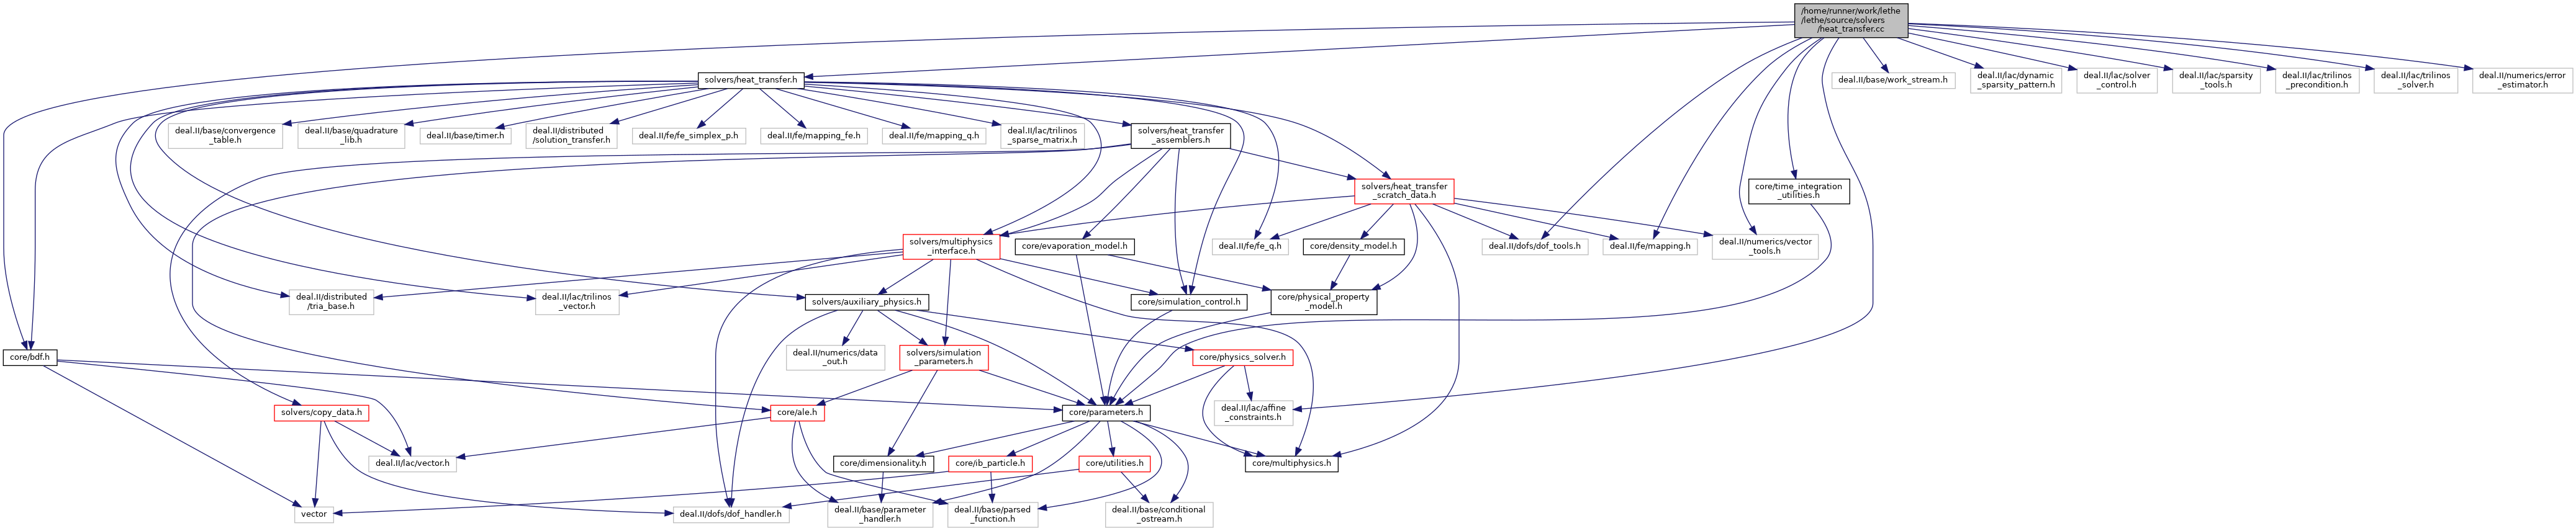 /home/runner/work/lethe
/lethe/source/solvers
/heat_transfer.cc
solvers/heat_transfer.h
deal.II/base/work_stream.h
deal.II/lac/dynamic
_sparsity_pattern.h
deal.II/lac/solver
_control.h
deal.II/lac/sparsity
_tools.h
deal.II/lac/trilinos
_precondition.h
deal.II/lac/trilinos
_solver.h
deal.II/numerics/error
_estimator.h
deal.II/base/convergence
_table.h
deal.II/base/quadrature
_lib.h
deal.II/base/timer.h
deal.II/distributed
/solution_transfer.h
deal.II/fe/fe_simplex_p.h
deal.II/fe/mapping_fe.h
deal.II/fe/mapping_q.h
deal.II/lac/trilinos
_sparse_matrix.h
solvers/heat_transfer
_assemblers.h
solvers/heat_transfer
_scratch_data.h
core/time_integration
_utilities.h
solvers/multiphysics
_interface.h
core/evaporation_model.h
deal.II/fe/fe_q.h
core/density_model.h
deal.II/dofs/dof_tools.h
deal.II/fe/mapping.h
deal.II/numerics/vector
_tools.h
deal.II/distributed
/tria_base.h
deal.II/lac/trilinos
_vector.h
solvers/auxiliary_physics.h
core/simulation_control.h
core/physical_property
_model.h
core/bdf.h
deal.II/numerics/data
_out.h
solvers/simulation
_parameters.h
core/physics_solver.h
solvers/copy_data.h
core/ale.h
core/parameters.h
deal.II/lac/affine
_constraints.h
deal.II/lac/vector.h
core/dimensionality.h
core/ib_particle.h
core/utilities.h
core/multiphysics.h
vector
deal.II/dofs/dof_handler.h
deal.II/base/parameter
_handler.h
deal.II/base/parsed
_function.h
deal.II/base/conditional
_ostream.h